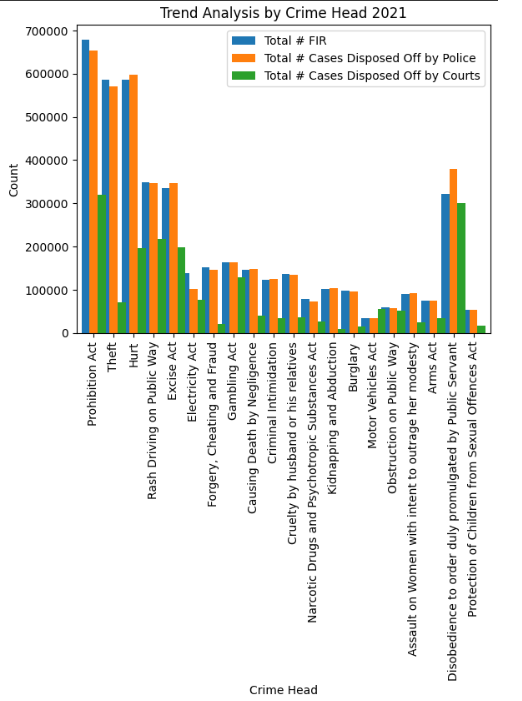 Trend Analysis by Crime Head 2021
Total # FIR
Total # Cases Disposed Off by Police
Total # Cases Disposed Off by Courts
700000
600000
500000
400000
300000
200000
100000
0
Count
Prohibition Act
Theft
Hurt
Rash Driving on Public Way
Excise Act
Electricity Act
Forgery, Cheating and Fraud
Gambling Act
Causing Death by Negligence
Criminal Intimidation
Cruelty by husband or his relatives
Narcotic Drugs and Psychotropic Substances Act
Kidnapping and Abduction
Burglary
Motor Vehicles Act
Obstruction on Public Way
Assault on Women with intent to outrage her modesty
Arms Act
Disobedience to order duly promulgated by Public Servant
Protection of Children from Sexual Offences Act
Crime Head